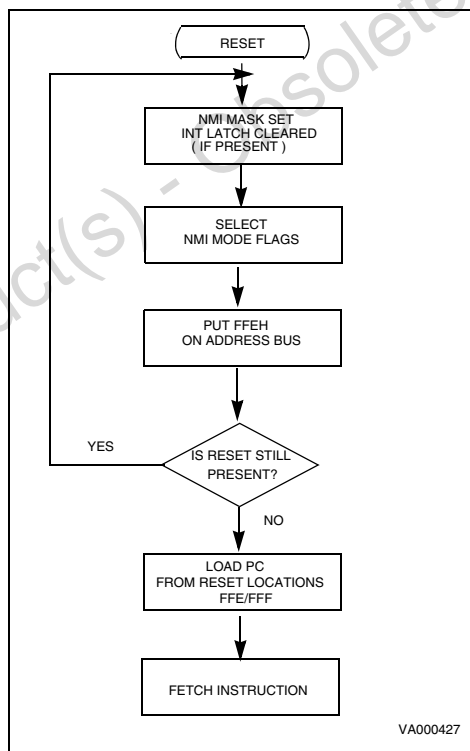 RESET
NMI MASK SET
INT LATCH CLEARED
( IF PRESENT )
SELECT
NMI MODE FLAGS
PUT FFEH
ON ADDRESS BUS
YES
IS RESET STILL
PRESENT?
NO
LOAD PC
FROM RESET LOCATIONS
FFE/FFF
FETCH INSTRUCTION
VA000427